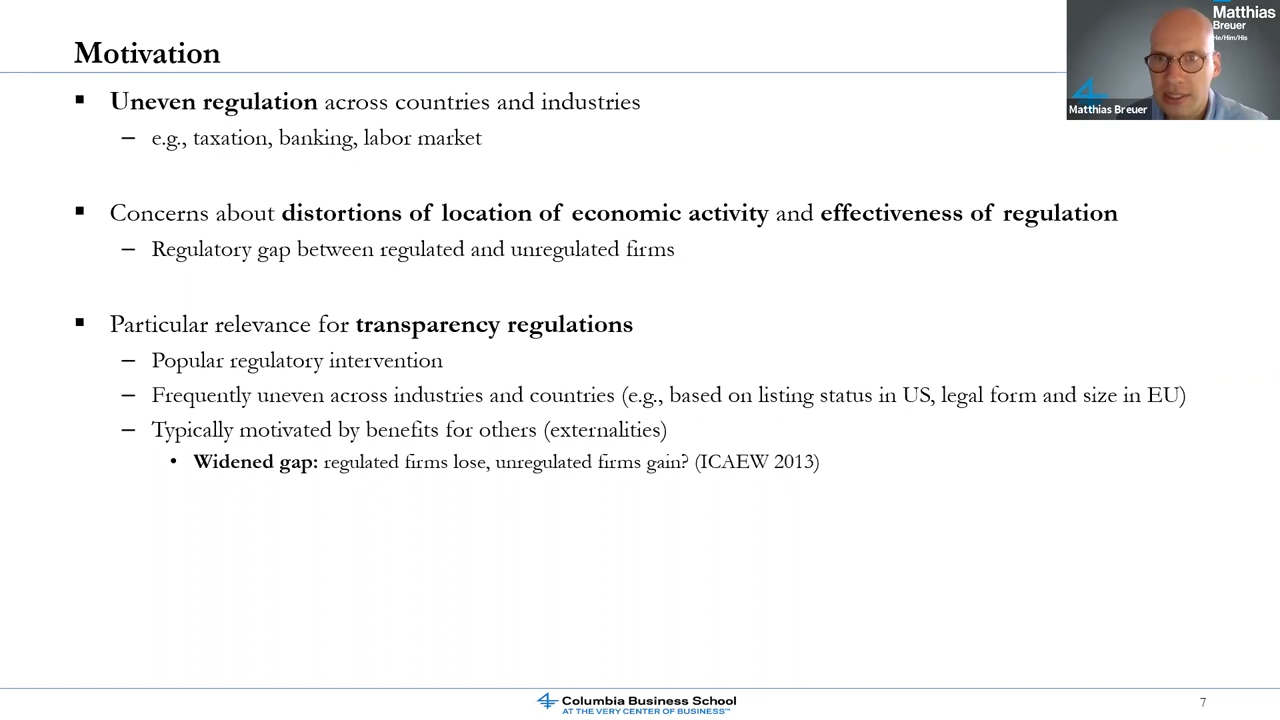 Motivation
▪ Uneven regulation across countries and industries
– e.g., taxation, banking, labor market
▪ Concerns about distortions of location of economic activity and effectiveness of regulation
– Regulatory gap between regulated and unregulated firms
▪ Particular relevance for transparency regulations
– Popular regulatory intervention
– Frequently uneven across industries and countries (e.g., based on listing status in US, legal form and size in EU)
– Typically motivated by benefits for others (externalities)
• Widened gap: regulated firms lose, unregulated firms gain? (ICAEW 2013)
Matthias
Breuer
He/Him/His
Matthias Breuer
Columbia Business School
AT THE VERY CENTER OF BUSINESS™
7